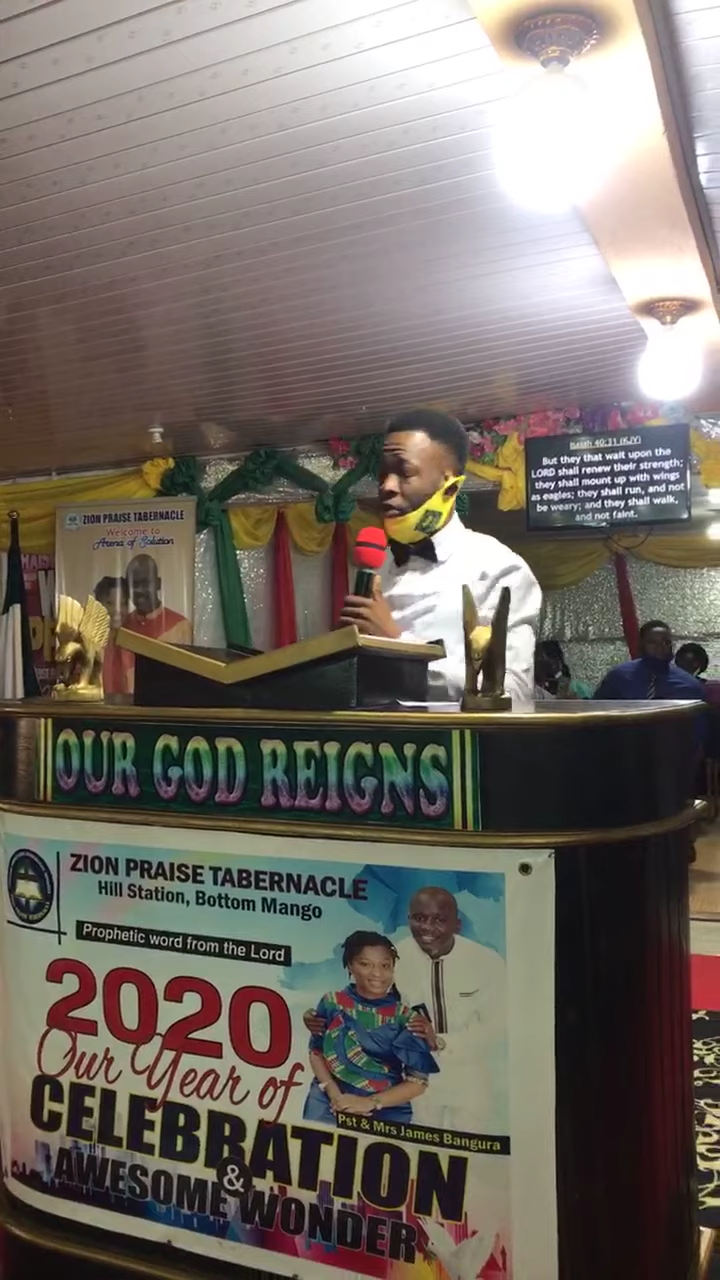 Isaiah 40:31 (KJV)
But they that wait upon the
LORD shall renew their strength;
they shall mount up with wings
as eagles; they shall run, and not
be weary; and they shall walk,
and not faint.
ZION PRAISE TABERNACLE
Welcome to
Arena of Solution
OUR GOD REIGNS
ZION PRAISE TABERNACLE
Hill Station, Bottom Mango
Prophetic word from the Lord
2020
Our Year of
CELEBRATION
&
AWESOME WONDER
Pst & Mrs James Bangura